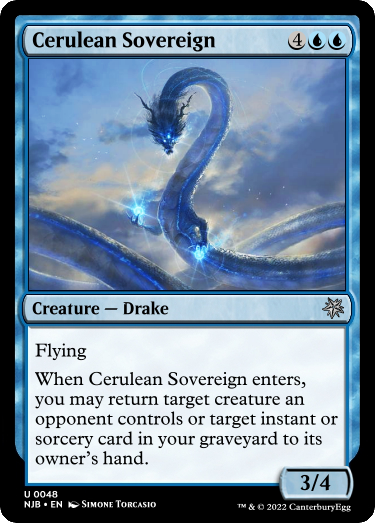 Cerulean Sovereign 4
Creature — Drake
Flying
When Cerulean Sovereign enters,
you may return target creature an
opponent controls or target instant or
sorcery card in your graveyard to its
owner's hand.
3/4
U 0048
NJB • EN Simone Torcasio
™ & © 2022 CanterburyEgg